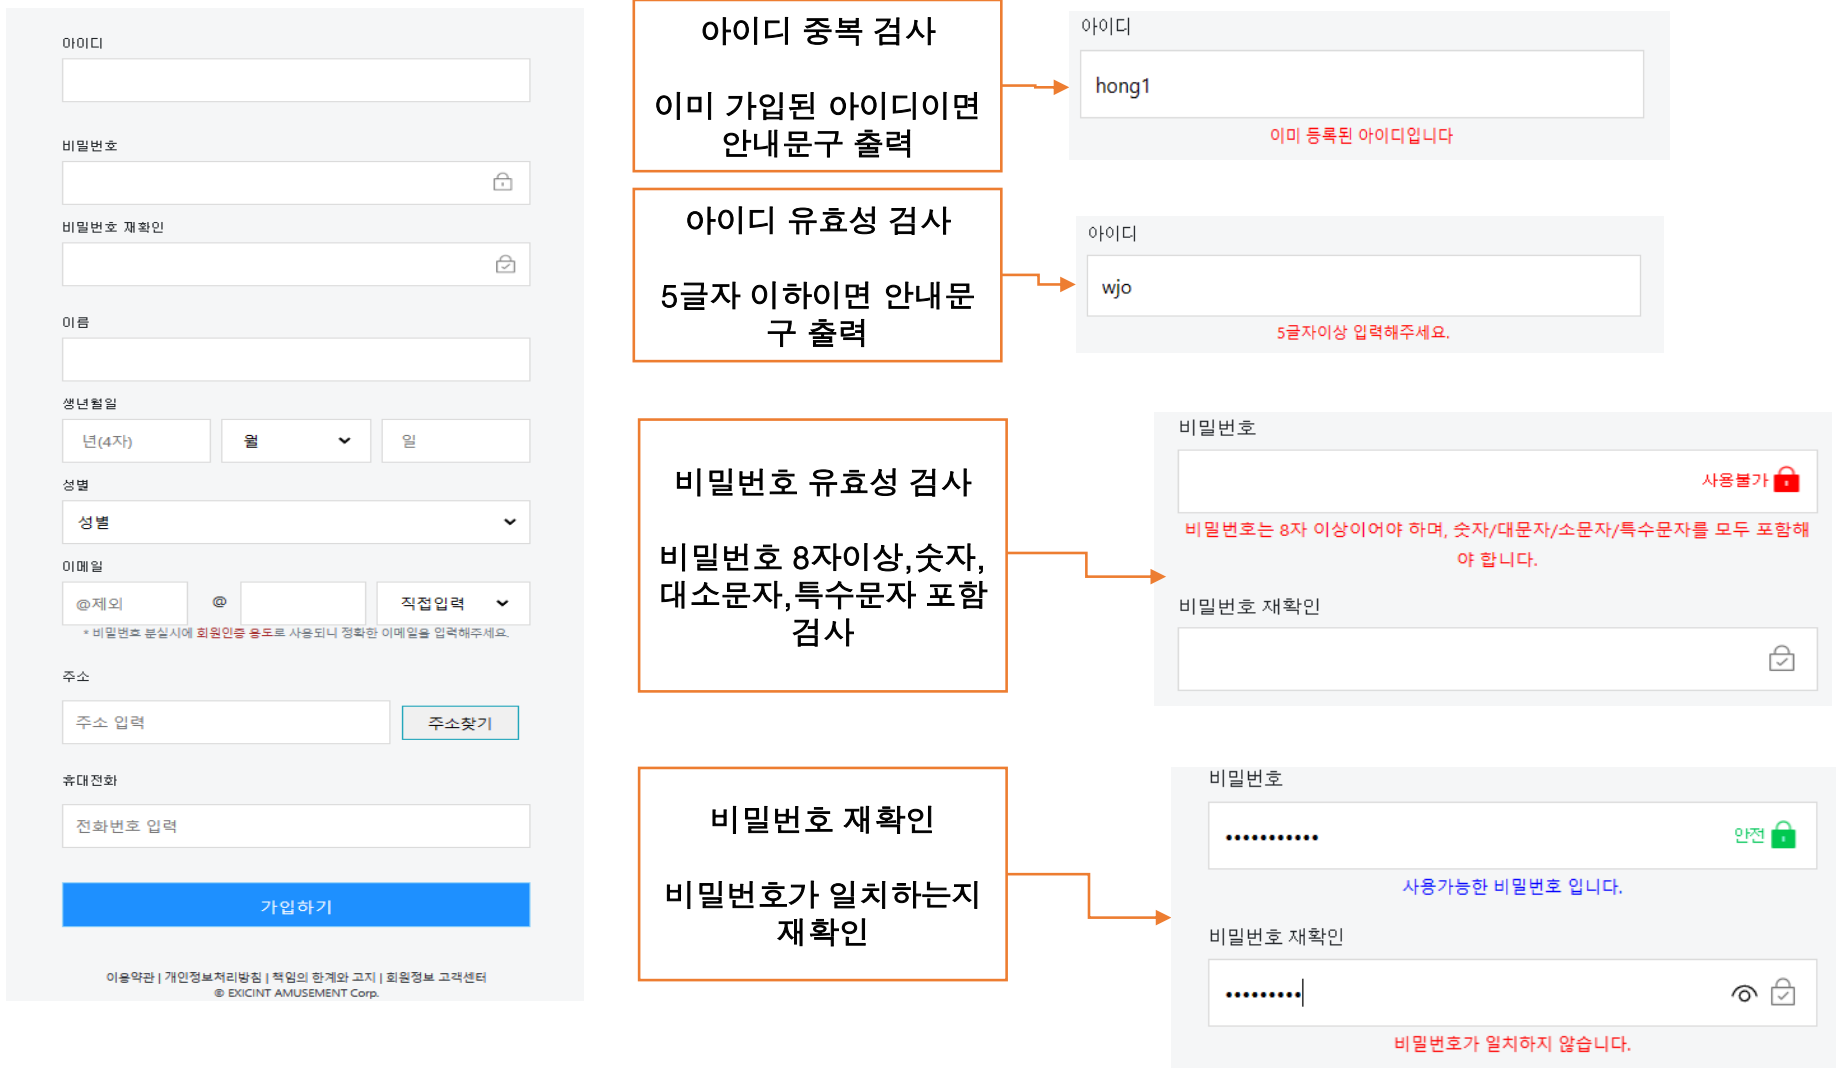 아이디
비밀번호
비밀번호 재확인
이름
생년월일
년(4자) 월 일
성별
성별
이메일
@제외 @ 직접입력
* 비밀번호 분실시에 회원인증 용도로 사용되니 정확한 이메일을 입력해주세요.
주소
주소 입력 주소찾기
휴대전화
전화번호 입력
가입하기
이용약관 | 개인정보처리방침 | 책임의 한계와 고지 | 회원정보 고객센터
© EXICINT AMUSEMENT Corp.
아이디 중복 검사
이미 가입된 아이디이면
안내문구 출력
아이디
hong1
이미 등록된 아이디입니다
아이디 유효성 검사
5글자 이하이면 안내문
구 출력
아이디
wjo
5글자이상 입력해주세요.
비밀번호 유효성 검사
비밀번호 8자이상,숫자,
대소문자,특수문자 포함
검사
비밀번호
사용불가
비밀번호는 8자 이상이어야 하며, 숫자/대문자/소문자/특수문자를 모두 포함해
야 합니다.
비밀번호 재확인
비밀번호 재확인
비밀번호가 일치하는지
재확인
비밀번호
•••••••••••
안전
사용가능한 비밀번호 입니다.
비밀번호 재확인
•••••••••
비밀번호가 일치하지 않습니다.